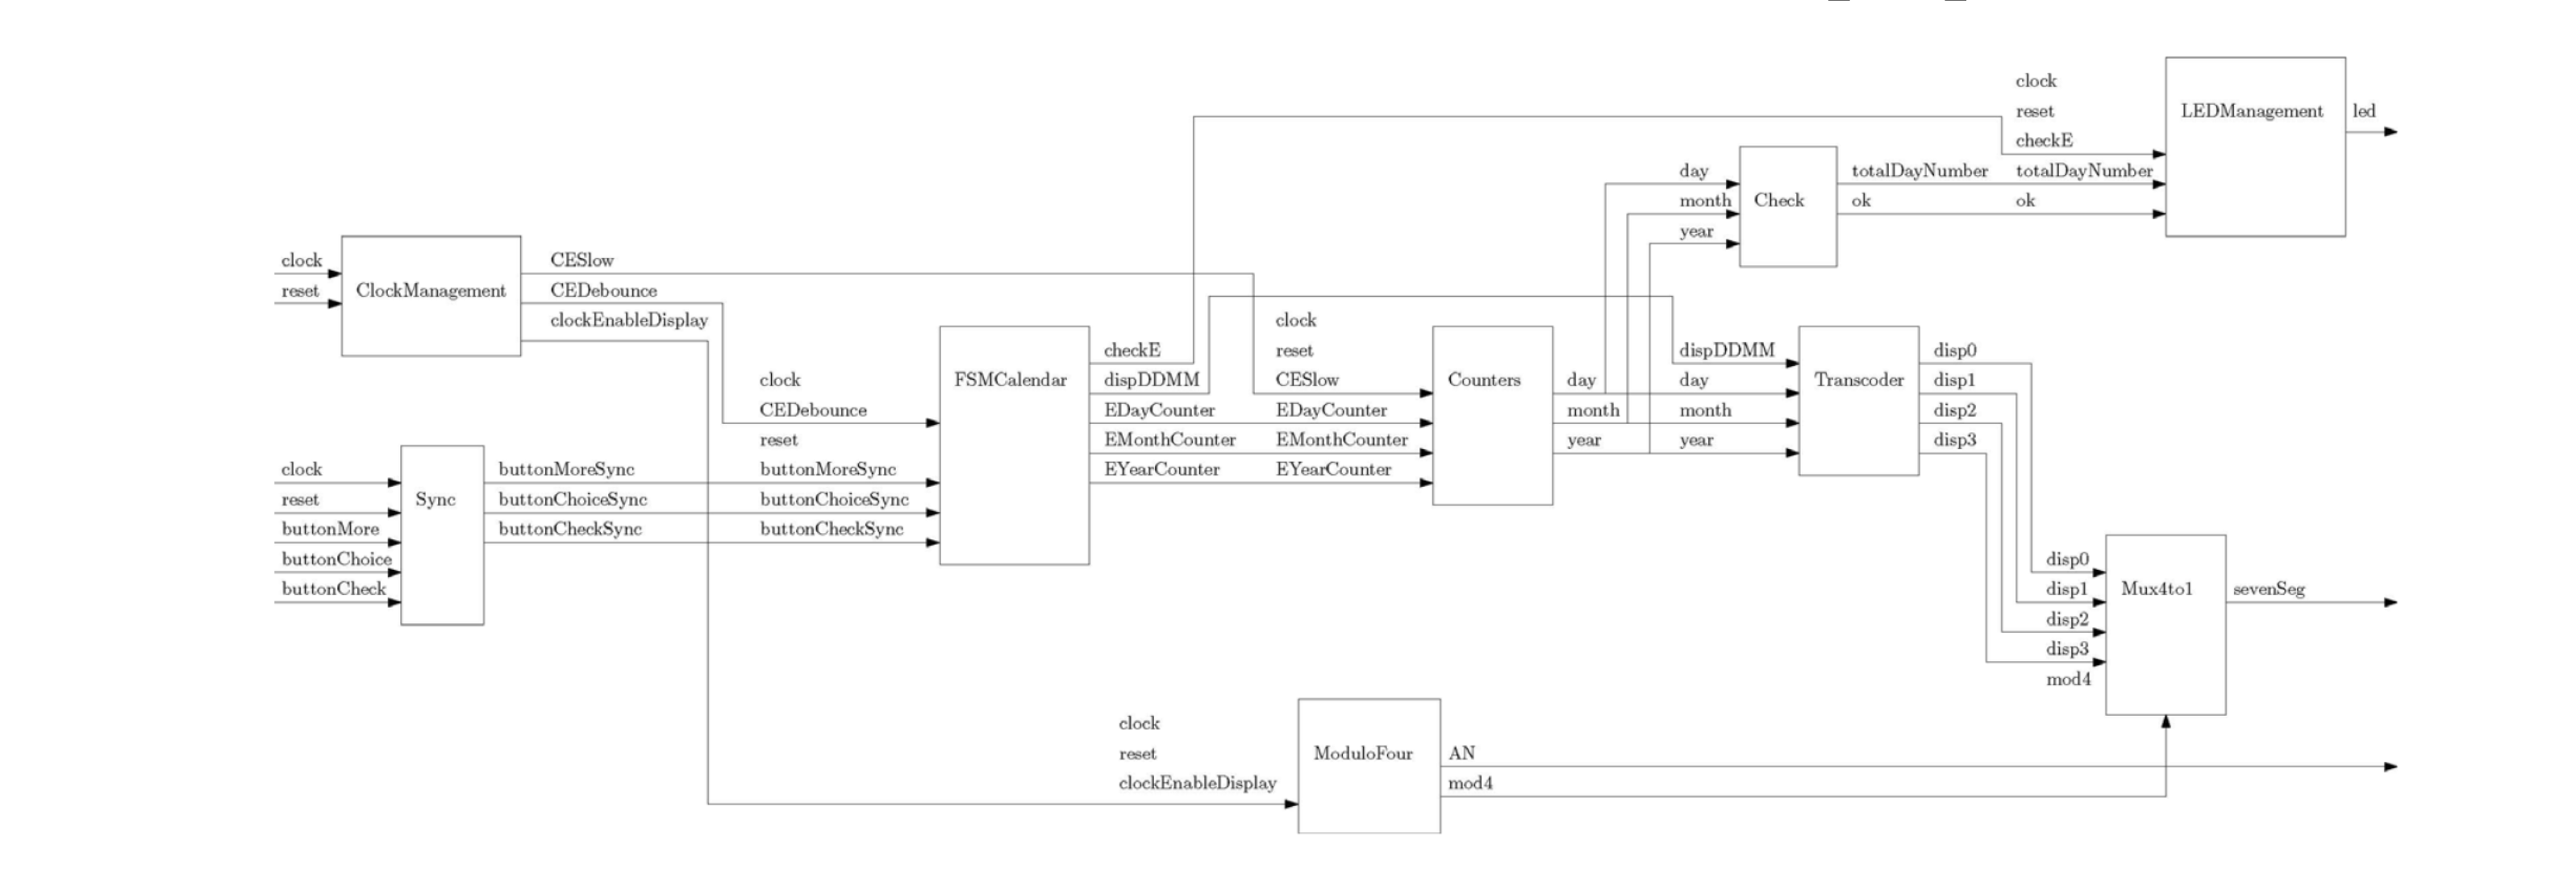 clock
reset
LEDManagement
led
checkE
day
totalDayNumber
totalDayNumber
month
Check
ok
ok
year
clock
CESlow
reset
ClockManagement
CEDebounce
clockEnableDisplay
clock
checkE
reset
dispDDMM
disp0
clock
FSMCalendar
dispDDMM
CESlow
Counters
day
day
Transcoder
disp1
CEDebounce
EDayCounter
EDayCounter
month
month
disp2
reset
EMonthCounter
EMonthCounter
year
year
disp3
clock
buttonMoreSync
buttonMoreSync
EYearCounter
EYearCounter
reset
Sync
buttonChoiceSync
buttonChoiceSync
buttonMore
buttonCheckSync
buttonCheckSync
buttonChoice
disp0
buttonCheck
disp1
Mux4to1
sevenSeg
disp2
disp3
mod4
clock
reset
ModuloFour
AN
clockEnableDisplay
mod4